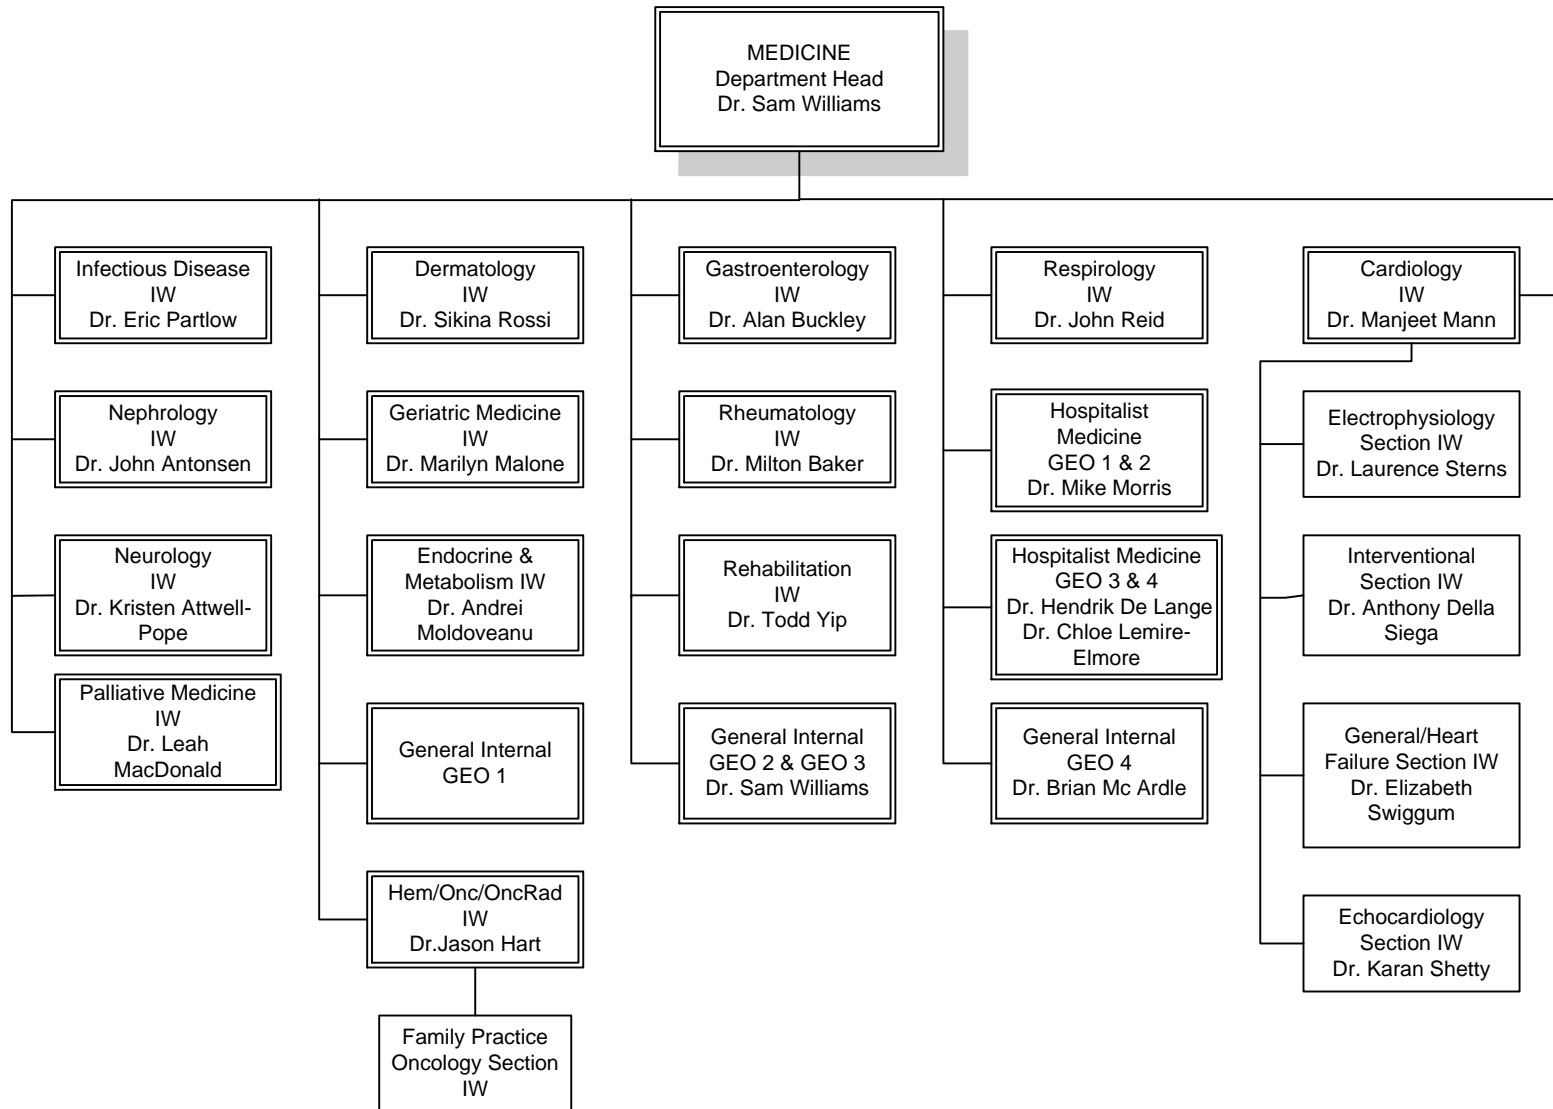 MEDICINE
Department Head
Dr. Sam Williams
Infectious Disease
IW
Dr. Eric Partlow
Nephrology
IW
Dr. John Antonsen
Neurology
IW
Dr. Kristen Attwell-
Pope
Palliative Medicine
IW
Dr. Leah
MacDonald
Dermatology
IW
Dr. Sikina Rossi
Geriatric Medicine
IW
Dr. Marilyn Malone
Endocrine &
Metabolism IW
Dr. Andrei
Moldoveanu
General Internal
GEO 1
Hem/Onc/OncRad
IW
Dr.Jason Hart
Family Practice
Oncology Section
IW
Gastroenterology
IW
Dr. Alan Buckley
Rheumatology
IW
Dr. Milton Baker
Rehabilitation
IW
Dr. Todd Yip
General Internal
GEO 2 & GEO 3
Dr. Sam Williams
Respirology
IW
Dr. John Reid
Hospitalist
Medicine
GEO 1 & 2
Dr. Mike Morris
Hospitalist Medicine
GEO 3 & 4
Dr. Hendrik De Lange
Dr. Chloe Lemire-
Elmore
General Internal
GEO 4
Dr. Brian Mc Ardle
Cardiology
IW
Dr. Manjeet Mann
Electrophysiology
Section IW
Dr. Laurence Sterns
Interventional
Section IW
Dr. Anthony Della
Siega
General/Heart
Failure Section IW
Dr. Elizabeth
Swiggum
Echocardiology
Section IW
Dr. Karan Shetty